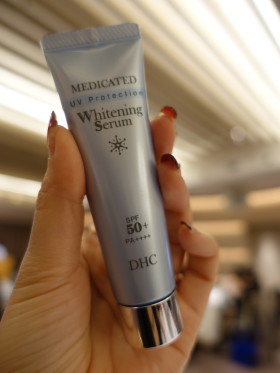 MEDICATED
UV Protection
Whitening
Serum
SPF
50+
PA++++
DHC